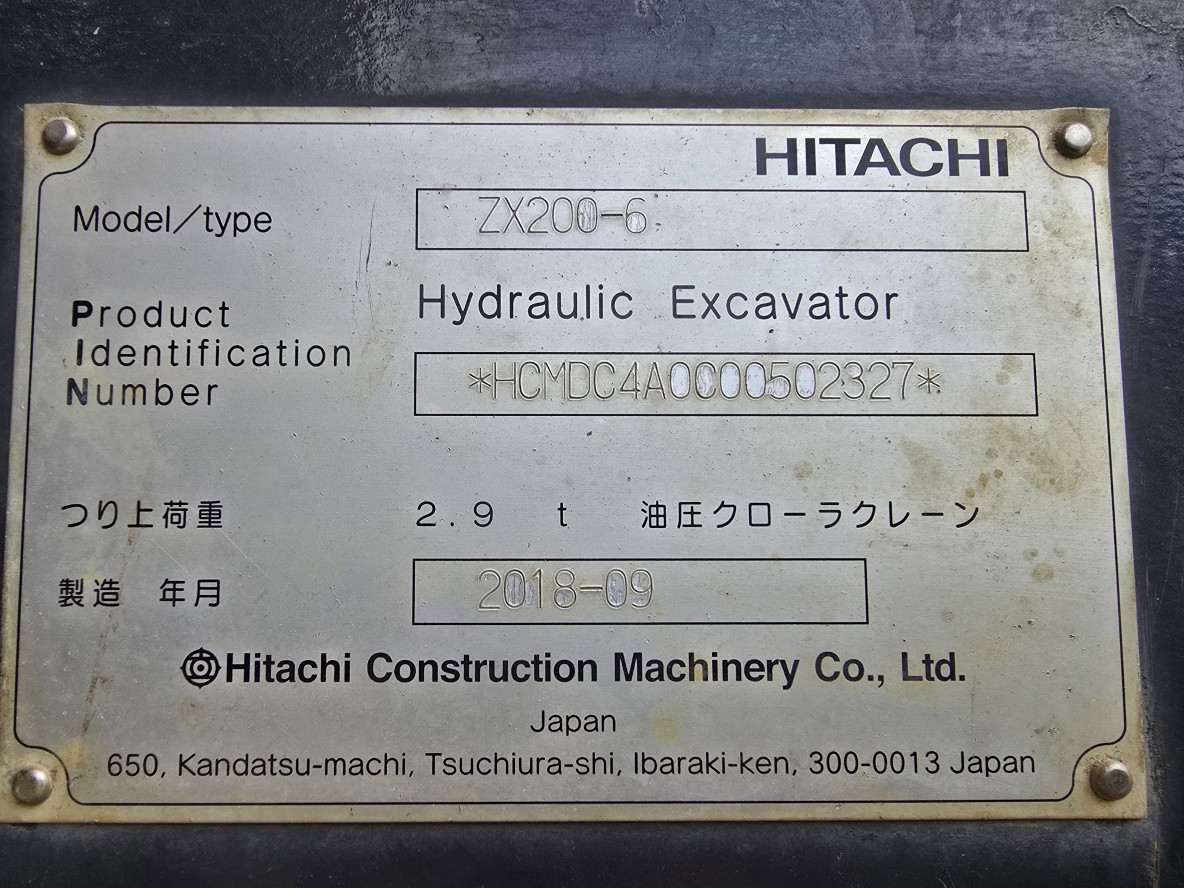 HITACHI
Model/type ZX200-6
Hydraulic Excavator
Product
Identification
Number
*HCMDC4A0C00502327*
つり上荷重 2.9 t 油圧クローラクレーン
製造 年月 2018-09
Hitachi Construction Machinery Co., Ltd.
Japan
650, Kandatsu-machi, Tsuchiura-shi, Ibaraki-ken, 300-0013 Japan